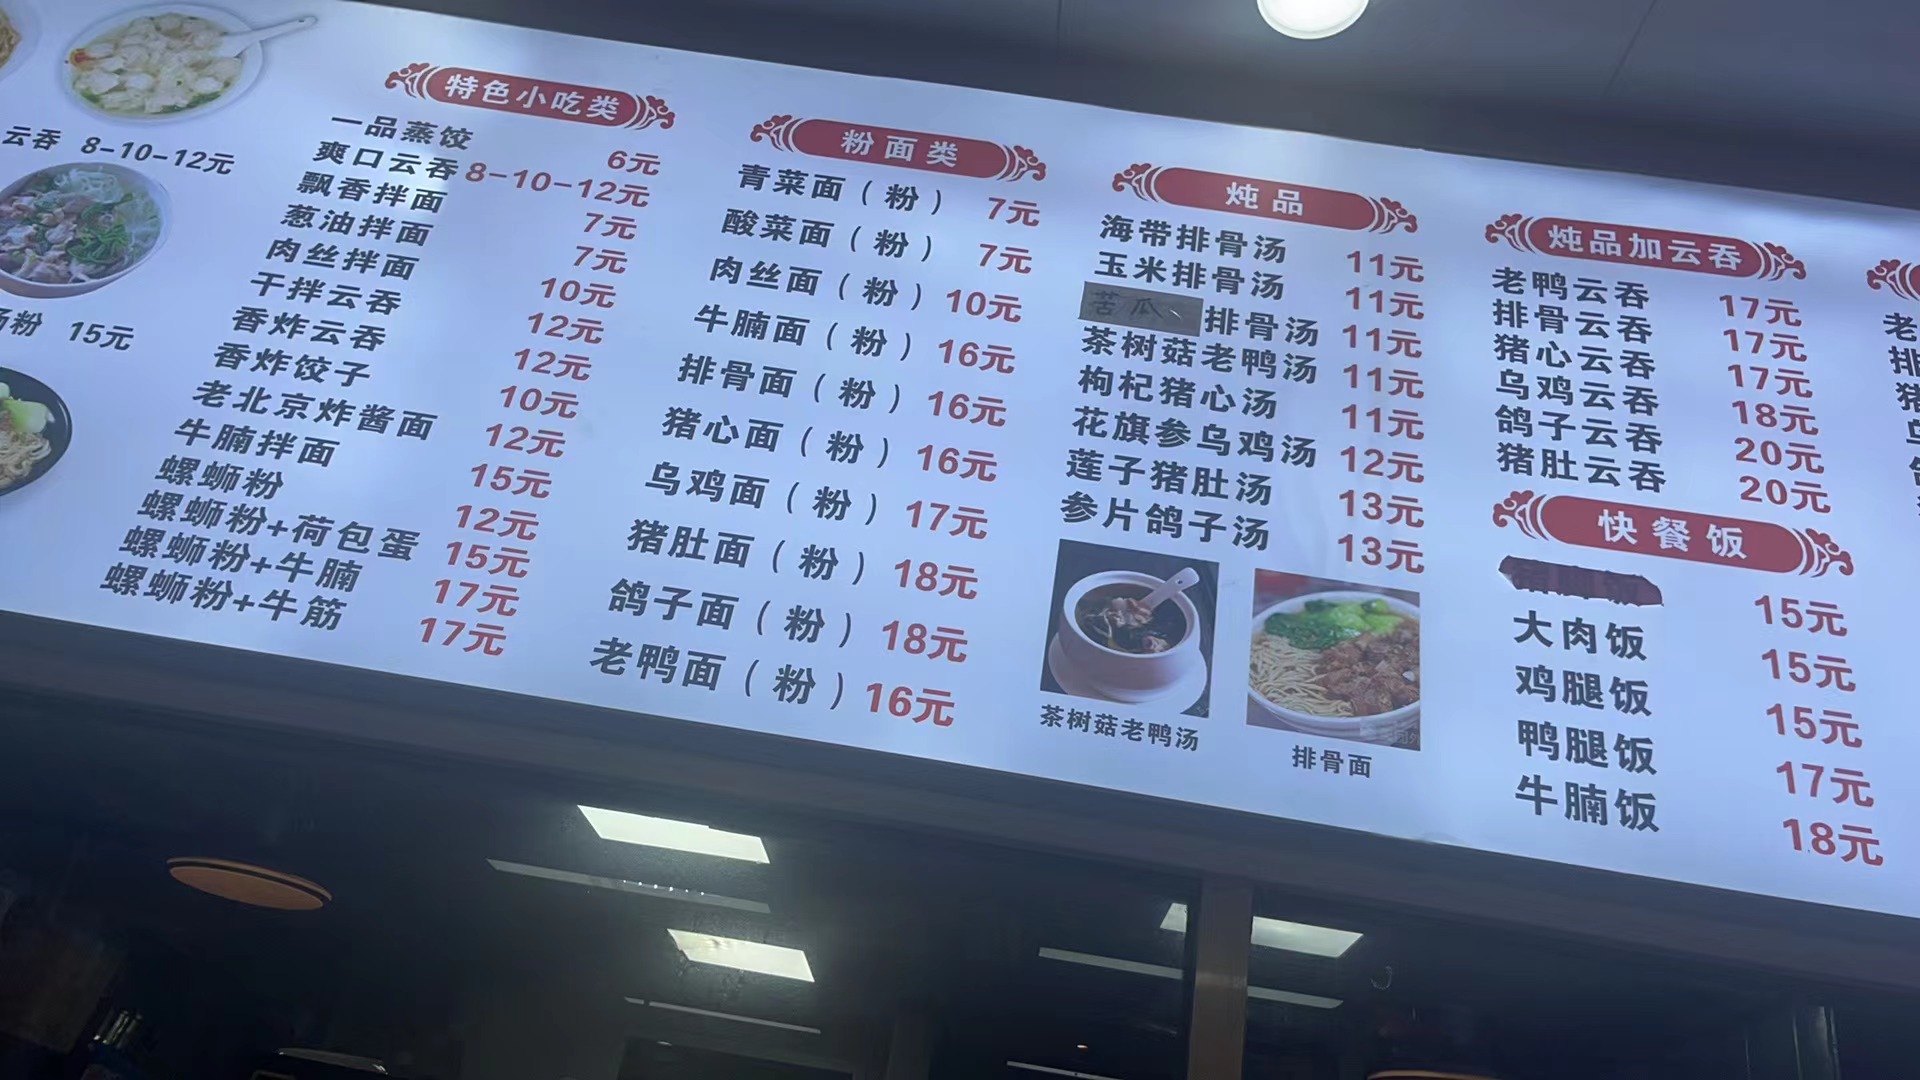 云吞 8-10-12元
汤粉 15元
特色小吃类
一品蒸饺 6元
爽口云吞 8-10-12元
飘香拌面 7元
葱油拌面 7元
肉丝拌面 10元
干拌云吞 12元
香炸云吞 12元
香炸饺子 10元
老北京炸酱面 12元
牛腩拌面 15元
螺蛳粉 12元
螺蛳粉+荷包蛋 15元
螺蛳粉+牛腩 17元
螺蛳粉+牛筋 17元
粉面类
青菜面（粉） 7元
酸菜面（粉） 7元
肉丝面（粉） 10元
牛腩面（粉） 16元
排骨面（粉） 16元
猪心面（粉） 16元
乌鸡面（粉） 17元
猪肚面（粉） 18元
鸽子面（粉） 18元
老鸭面（粉） 16元
炖品
海带排骨汤 11元
玉米排骨汤 11元
苦瓜排骨汤 11元
茶树菇老鸭汤 11元
枸杞猪心汤 11元
花旗参乌鸡汤 12元
莲子猪肚汤 13元
参片鸽子汤 13元
茶树菇老鸭汤
排骨面
炖品加云吞
老鸭云吞 17元
排骨云吞 17元
猪心云吞 17元
乌鸡云吞 18元
鸽子云吞 20元
猪肚云吞 20元
快餐饭
15元
大肉饭 15元
鸡腿饭 15元
鸭腿饭 17元
牛腩饭 18元